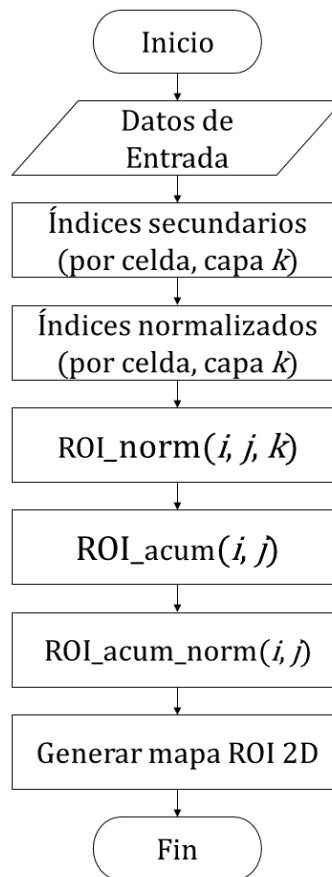 Inicio
Datos de
Entrada
Índices secundarios
(por celda, capa k)
Índices normalizados
(por celda, capa k)
ROI_norm(i, j, k)
ROI_acum(i, j)
ROI_acum_norm(i, j)
Generar mapa ROI 2D
Fin